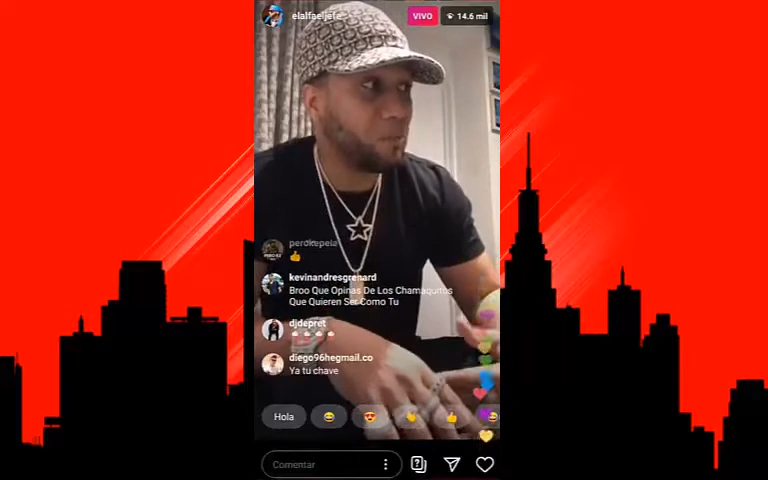 elalfaeljefe
VIVO
14.6 mil
perokepeja
kevinandresgrenard
Broo Que Opinas De Los Chamaquitos
Que Quieren Ser Como Tu
djdepret
diego96hegmail.co
Ya tu chave
Hola
Comentar